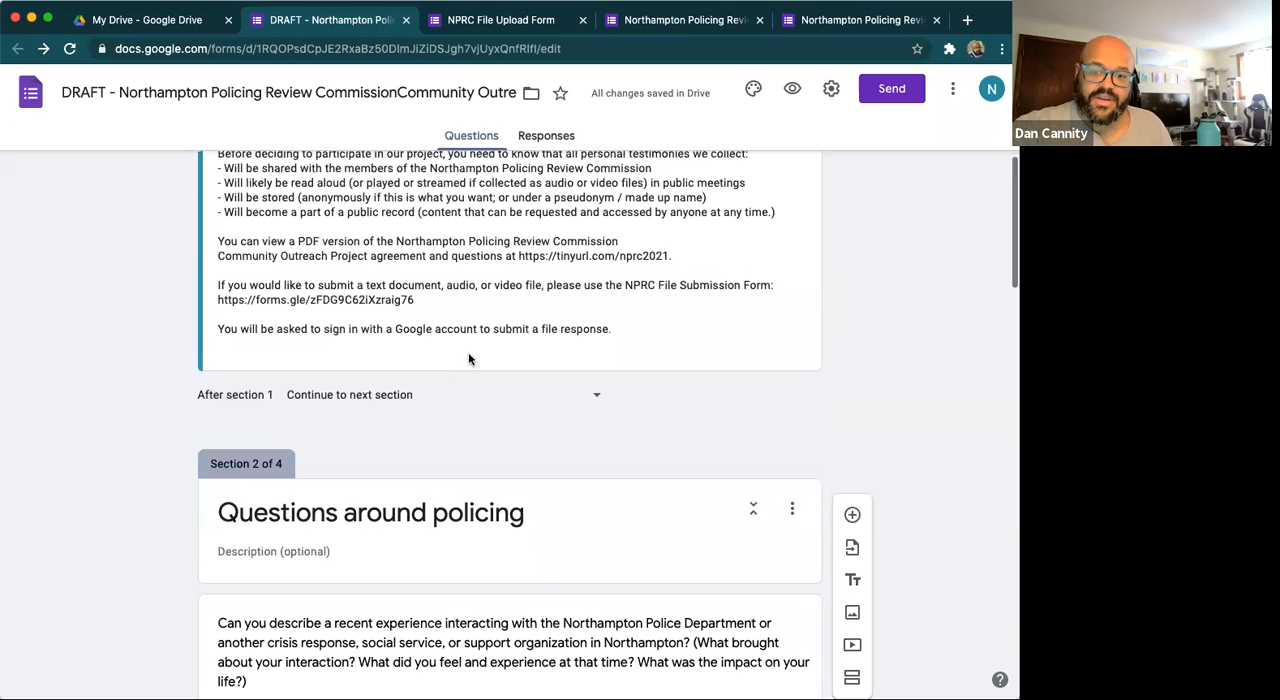 My Drive - Google Drive
DRAFT - Northampton Poli
NPRC File Upload Form
Northampton Policing Revi
Northampton Policing Revi
docs.google.com/forms/d/1RQOPsdCpJE2RxaBz50DlmJiZiDSJgh7vjUyxQnfRlfI/edit
DRAFT - Northampton Policing Review CommissionCommunity Outre
All changes saved in Drive
Send
N
Dan Cannity
Questions
Responses
Before deciding to participate in our project, you need to know that all personal testimonies we collect:
- Will be shared with the members of the Northampton Policing Review Commission
- Will likely be read aloud (or played or streamed if collected as audio or video files) in public meetings
- Will be stored (anonymously if this is what you want; or under a pseudonym / made up name)
- Will become a part of a public record (content that can be requested and accessed by anyone at any time.)
You can view a PDF version of the Northampton Policing Review Commission
Community Outreach Project agreement and questions at https://tinyurl.com/nprc2021.
If you would like to submit a text document, audio, or video file, please use the NPRC File Submission Form:
https://forms.gle/zFDG9C62iXzraig76
You will be asked to sign in with a Google account to submit a file response.
After section 1 Continue to next section
Section 2 of 4
Questions around policing
Description (optional)
Can you describe a recent experience interacting with the Northampton Police Department or
another crisis response, social service, or support organization in Northampton? (What brought
about your interaction? What did you feel and experience at that time? What was the impact on your
life?)
Tт